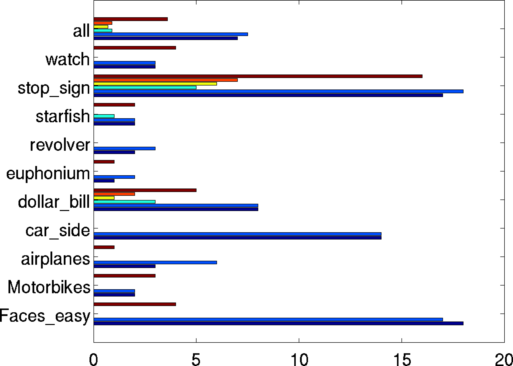 all
watch
stop_sign
starfish
revolver
euphonium
dollar_bill
car_side
airplanes
Motorbikes
Faces_easy
0 5 10 15 20